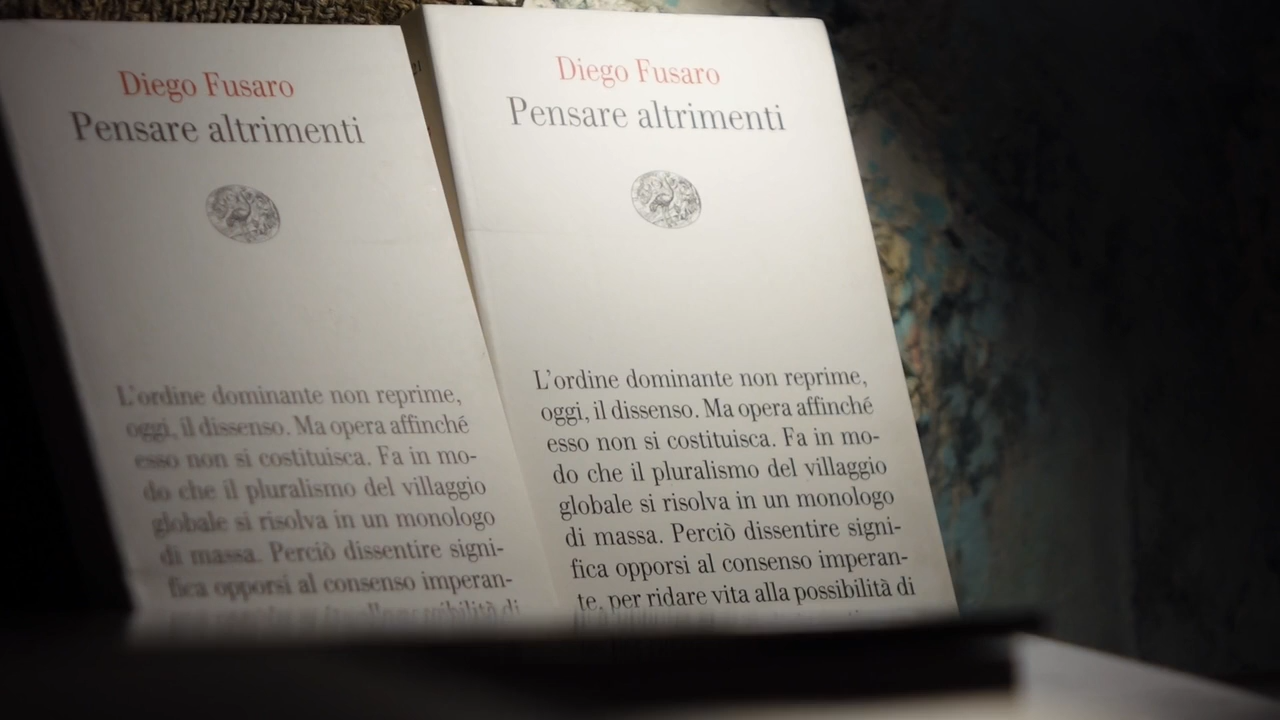 Diego Fusaro
Pensare altrimenti
L'ordine dominante non reprime,
oggi, il dissenso. Ma opera affinché
esso non si costituisca. Fa in mo-
do che il pluralismo del villaggio
globale si risolva in un monologo
di massa. Perciò dissentire signi-
fica opporsi al consenso imperan-
Diego Fusaro
Pensare altrimenti
L'ordine dominante non reprime,
oggi, il dissenso. Ma opera affinché
esso non si costituisca. Fa in mo-
do che il pluralismo del villaggio
globale si risolva in un monologo
di massa. Perciò dissentire signi-
fica opporsi al consenso imperan-
te, per ridare vita alla possibilità di